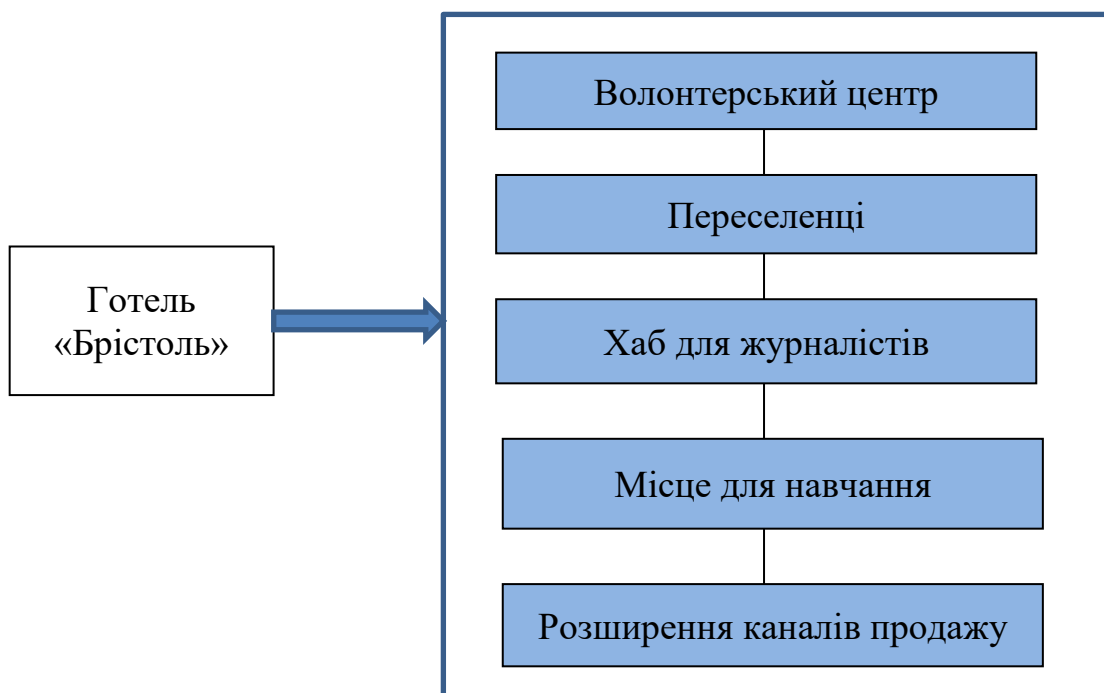 Готель
«Брістоль»
Волонтерський центр
Переселенці
Хаб для журналістів
Місце для навчання
Розширення каналів продажу